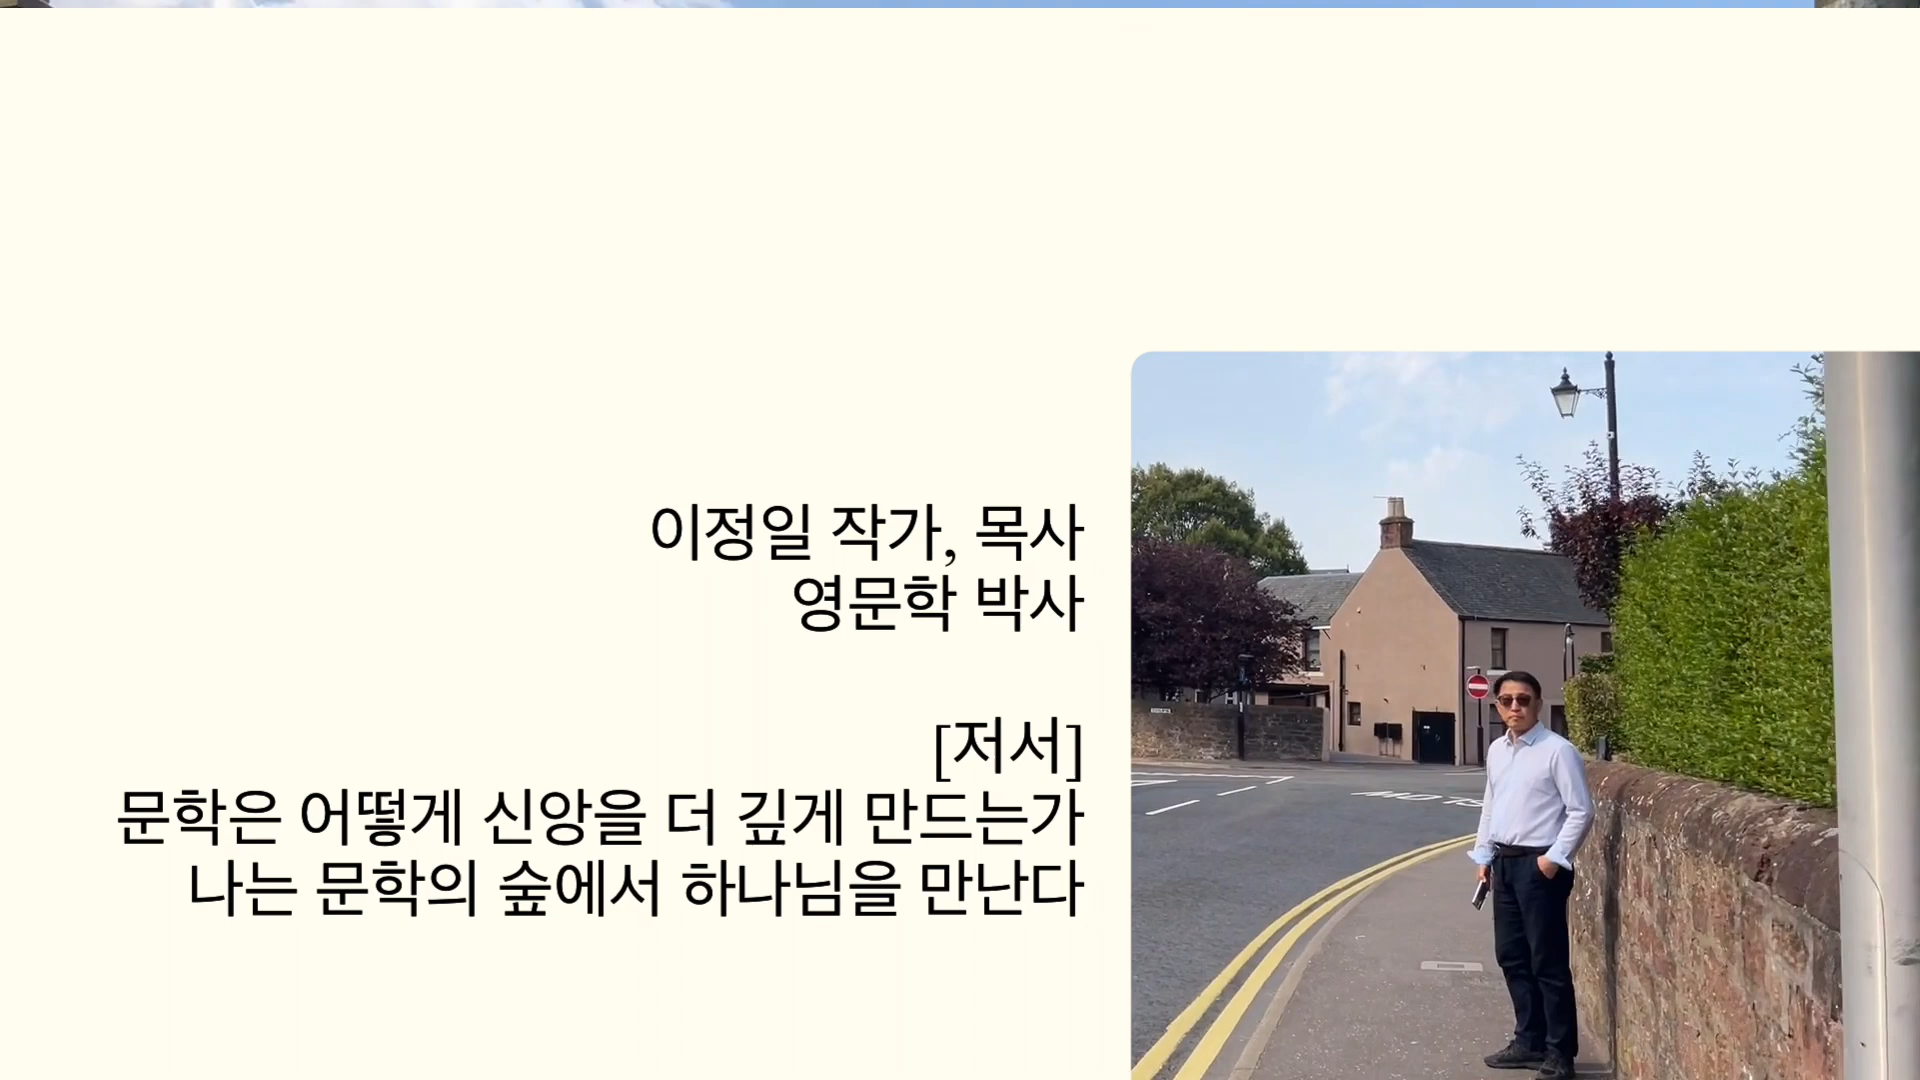 이정일 작가, 목사
영문학 박사
[저서]
문학은 어떻게 신앙을 더 깊게 만드는가
나는 문학의 숲에서 하나님을 만난다